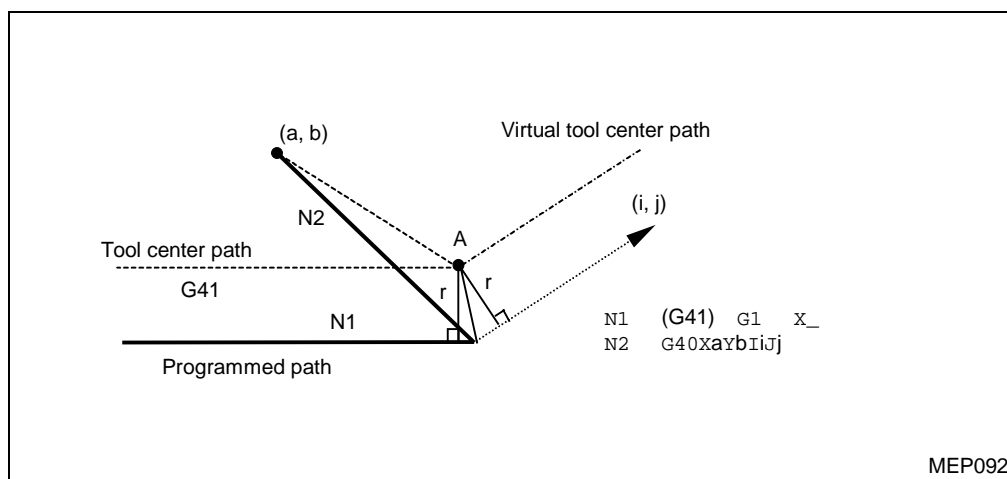 (a, b)
Virtual tool center path
N2
(i, j)
A
Tool center path
r
r
G41
N1
N1 (G41) G1 X_
N2 G40XaYbIiJj
Programmed path
MEP092